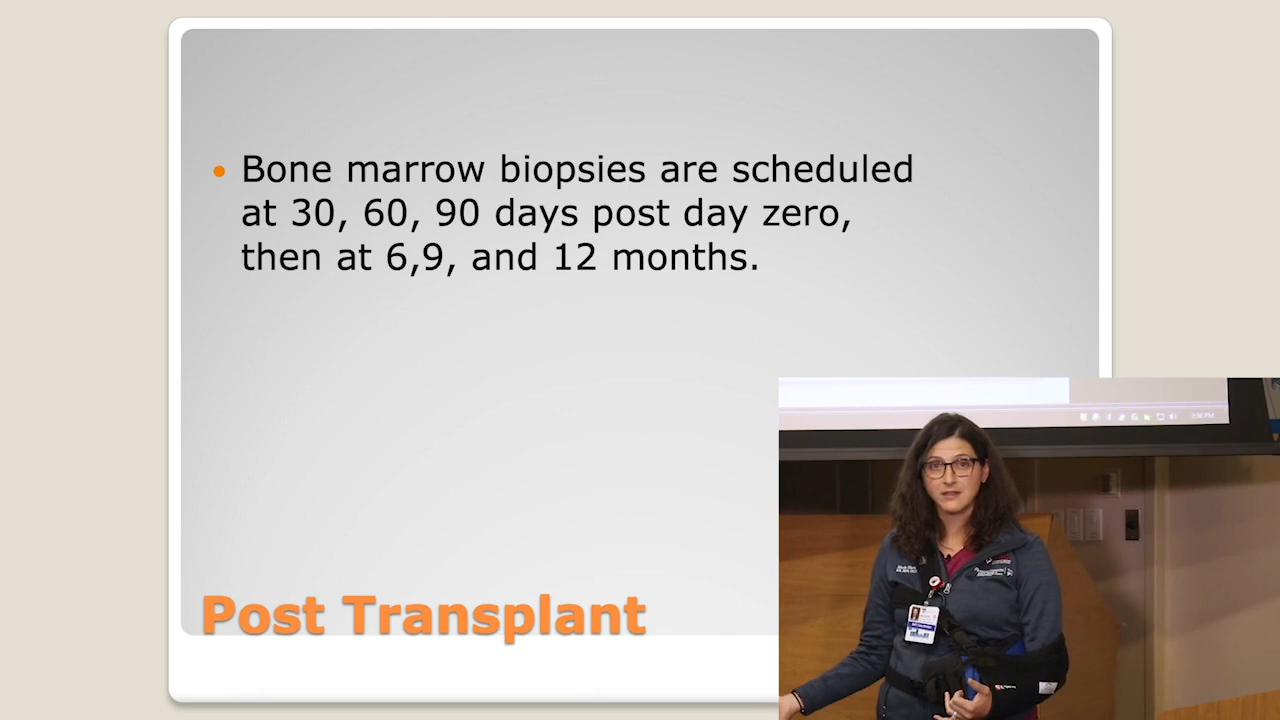 • Bone marrow biopsies are scheduled
at 30, 60, 90 days post day zero,
then at 6,9, and 12 months.
Post Transplant